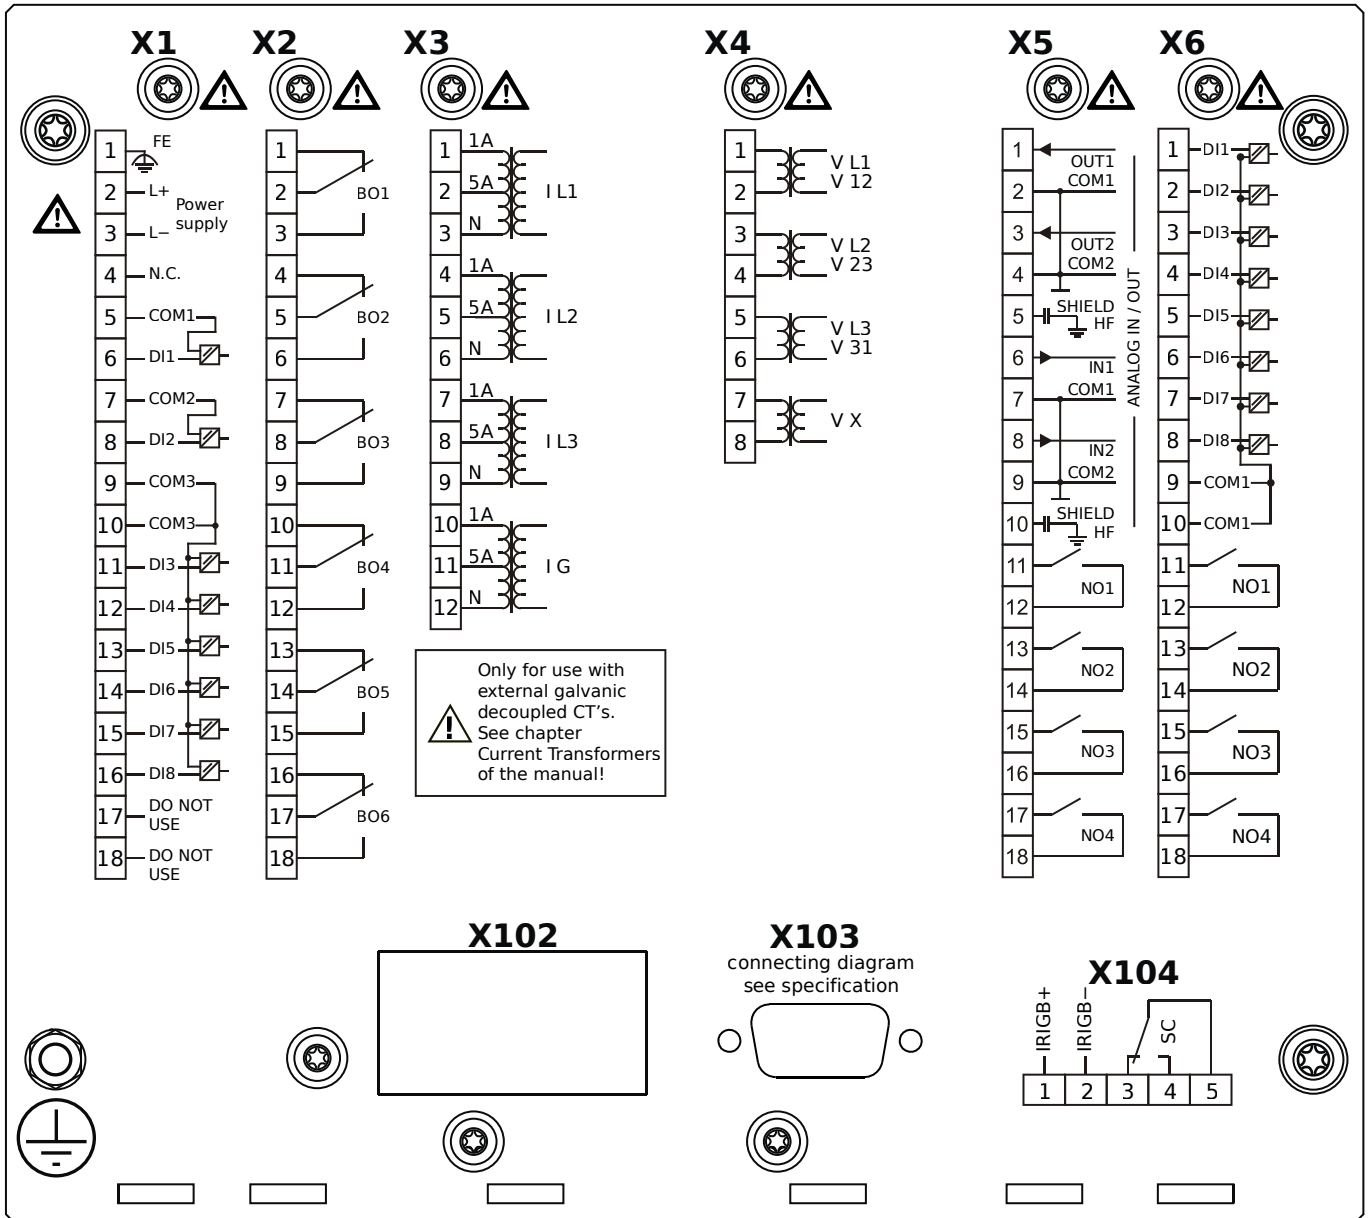 X1
1
FE
2
L+
Power
supply
3
L−
4
N.C.
5
COM1
6
DI1
7
COM2
8
DI2
9
COM3
10
COM3
11
DI3
12
DI4
13
DI5
14
DI6
15
DI7
16
DI8
17
DO NOT
USE
18
DO NOT
USE
X2
1
2
BO1
3
4
5
BO2
6
7
8
BO3
9
10
11
BO4
12
13
14
BO5
15
16
17
BO6
18
X3
1
1A
2
5A
I L1
3
N
4
1A
5
5A
I L2
6
N
7
1A
8
5A
I L3
9
N
10
1A
11
5A
I G
12
N
Only for use with
external galvanic
decoupled CT's.
See chapter
Current Transformers
of the manual!
X4
1
V L1
2
V 12
3
V L2
4
V 23
5
V L3
6
V 31
7
V X
8
X5
1
OUT1
2
COM1
3
OUT2
4
COM2
5
SHIELD
HF
6
IN1
7
COM1
8
IN2
9
COM2
10
SHIELD
HF
ANALOG IN / OUT
11
NO1
12
13
NO2
14
15
NO3
16
17
NO4
18
X6
1
DI1
2
DI2
3
DI3
4
DI4
5
DI5
6
DI6
7
DI7
8
DI8
9
COM1
10
COM1
11
NO1
12
13
NO2
14
15
NO3
16
17
NO4
18
X102
X103
connecting diagram
see specification
X104
IRIGB+
IRIGB−
SC
1 2 3 4 5